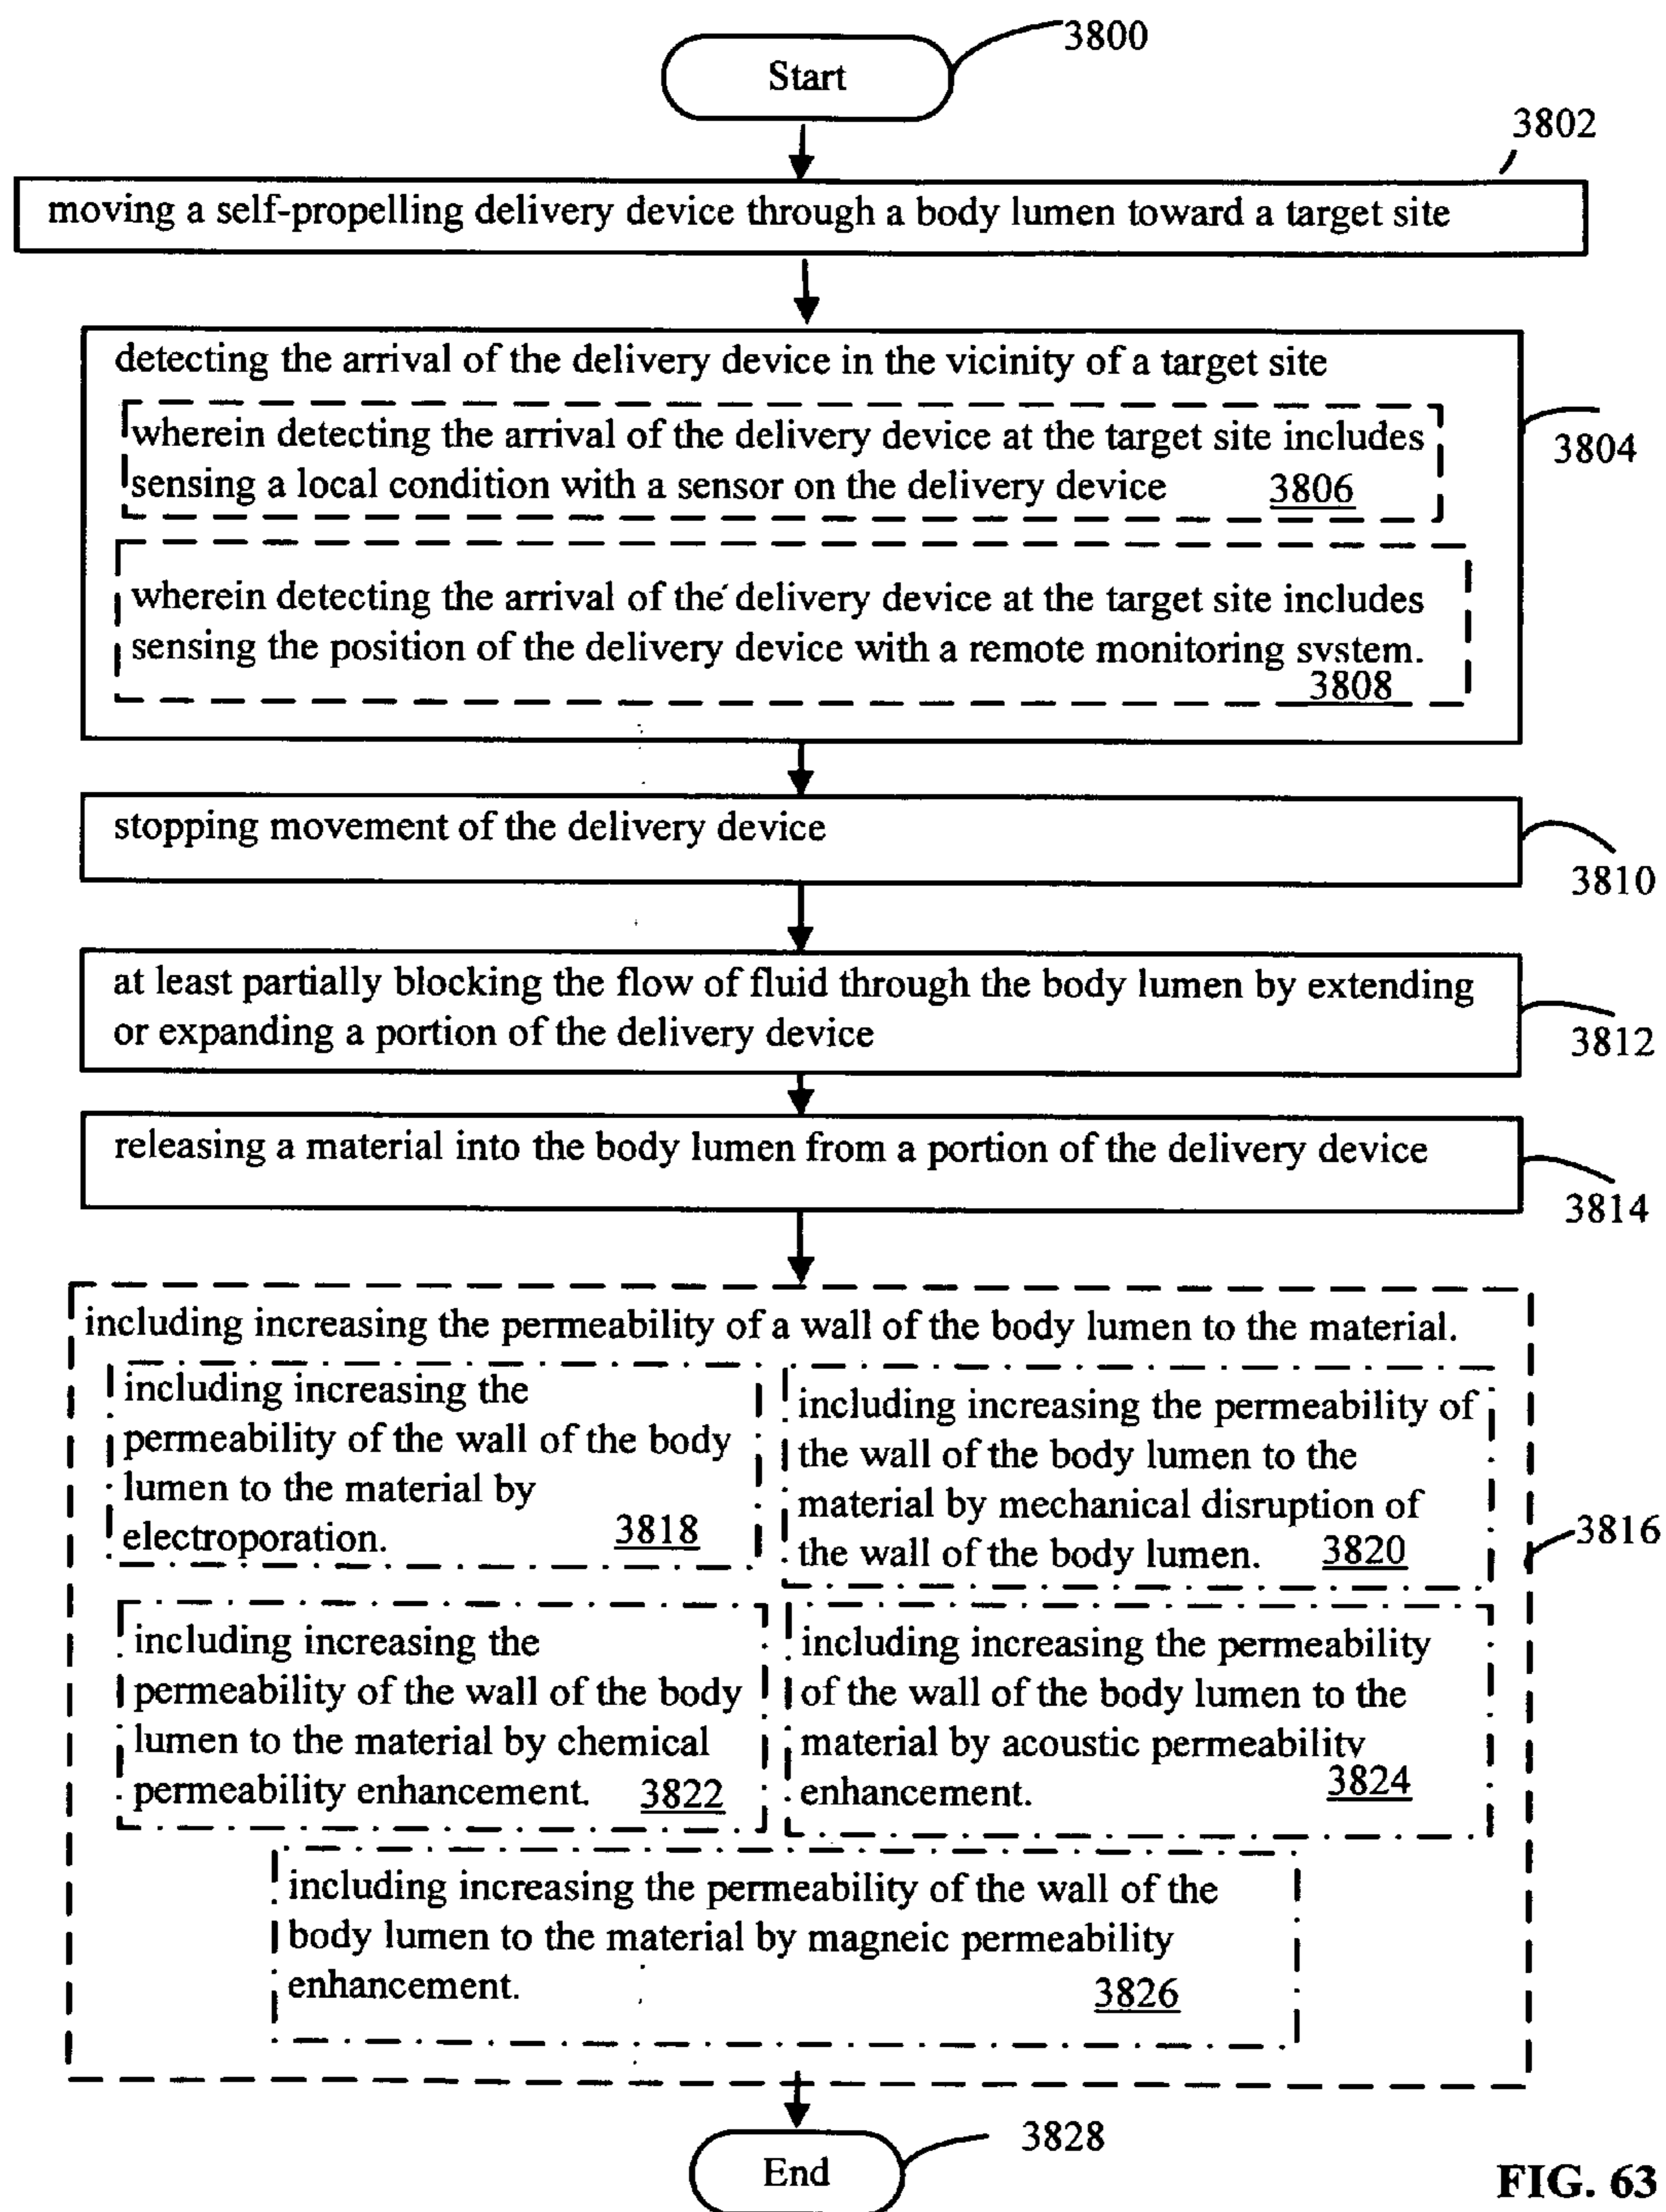 Start
3800
3802
moving a self-propelling delivery device through a body lumen toward a target site
detecting the arrival of the delivery device in the vicinity of a target site
wherein detecting the arrival of the delivery device at the target site includes
sensing a local condition with a sensor on the delivery device 3806
3804
wherein detecting the arrival of the delivery device at the target site includes
sensing the position of the delivery device with a remote monitoring system.
3808
stopping movement of the delivery device
3810
at least partially blocking the flow of fluid through the body lumen by extending
or expanding a portion of the delivery device
3812
releasing a material into the body lumen from a portion of the delivery device
3814
including increasing the permeability of a wall of the body lumen to the material.
including increasing the
permeability of the wall of the body
lumen to the material by
electroporation. 3818
including increasing the permeability of
the wall of the body lumen to the
material by mechanical disruption of
the wall of the body lumen. 3820
3816
including increasing the
permeability of the wall of the body
lumen to the material by chemical
permeability enhancement. 3822
including increasing the permeability
of the wall of the body lumen to the
material by acoustic permeability
enhancement. 3824
including increasing the permeability of the wall of the
body lumen to the material by magneic permeability
enhancement. 3826
End
3828
FIG. 63